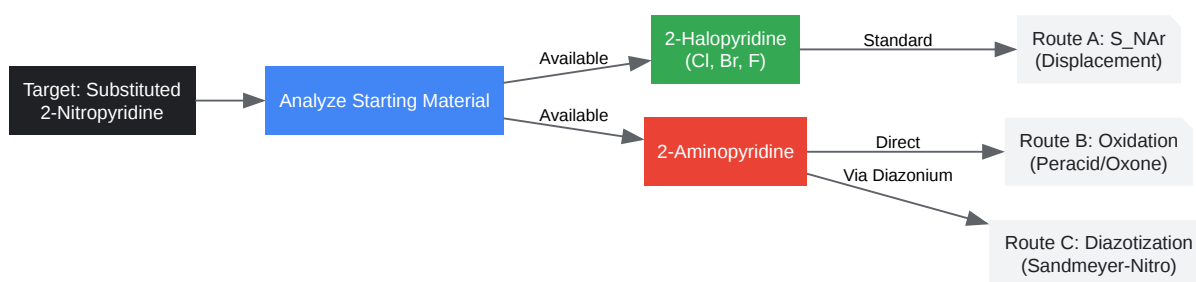 Target: Substituted
2-Nitropyridine
Analyze Starting Material
Available
Available
2-Halopyridine
(Cl, Br, F)
2-Aminopyridine
Standard
Direct
Via Diazonium
Route A: S_NAr
(Displacement)
Route B: Oxidation
(Peracid/Oxone)
Route C: Diazotization
(Sandmeyer-Nitro)